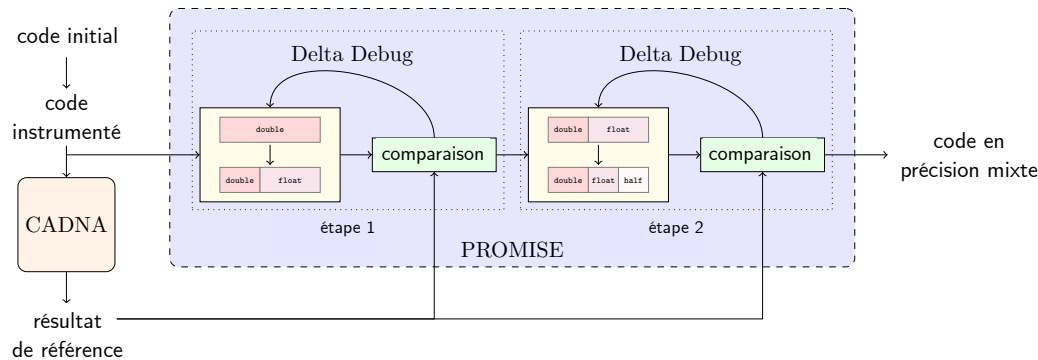 code initial
code
instrumenté
CADNA
résultat
de référence
Delta Debug
double
double float
comparaison
étape 1
Delta Debug
double float
double float half
comparaison
étape 2
PROMISE
code en
précision mixte